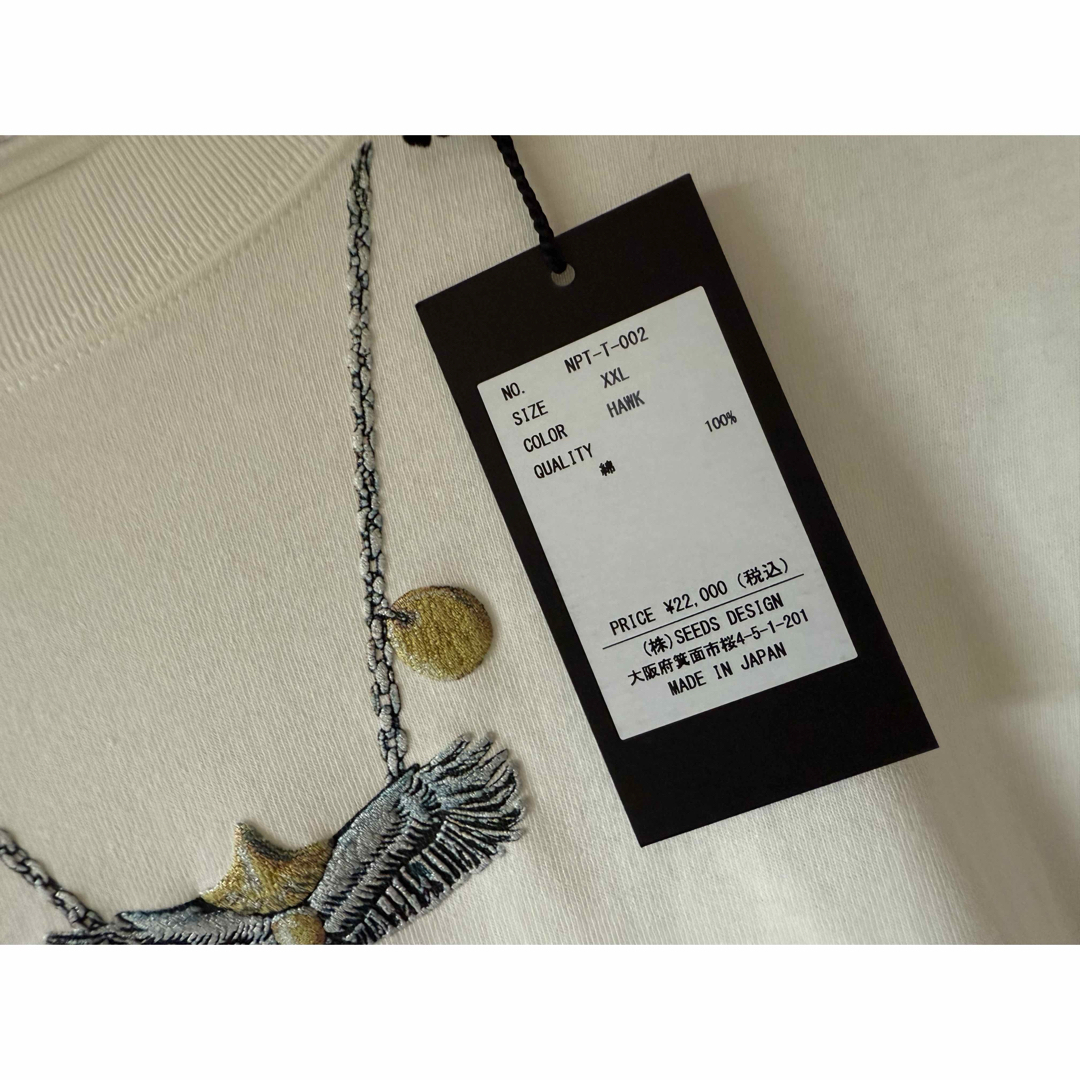 NO. NPT-T-002
SIZE XXL
COLOR HAWK
QUALITY 綿 100%
PRICE ¥22,000 (税込)
(株)SEEDS DESIGN
大阪府箕面市桜4-5-1-201
MADE IN JAPAN